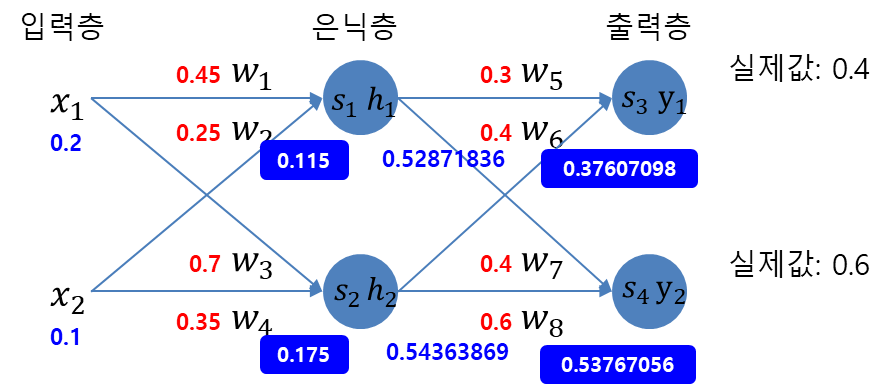 입력층 은닉층 출력층
실제값: 0.4
0.45 w₁ 0.3 w₅
x₁ s₁ h₁ s₃ y₁
0.2 0.25 w₂ 0.4 w₆
0.115 0.52871836 0.37607098
0.7 w₃ 0.4 w₇ 실제값: 0.6
x₂ s₂ h₂ s₄ y₂
0.1 0.35 w₄ 0.6 w₈
0.175 0.54363869 0.53767056